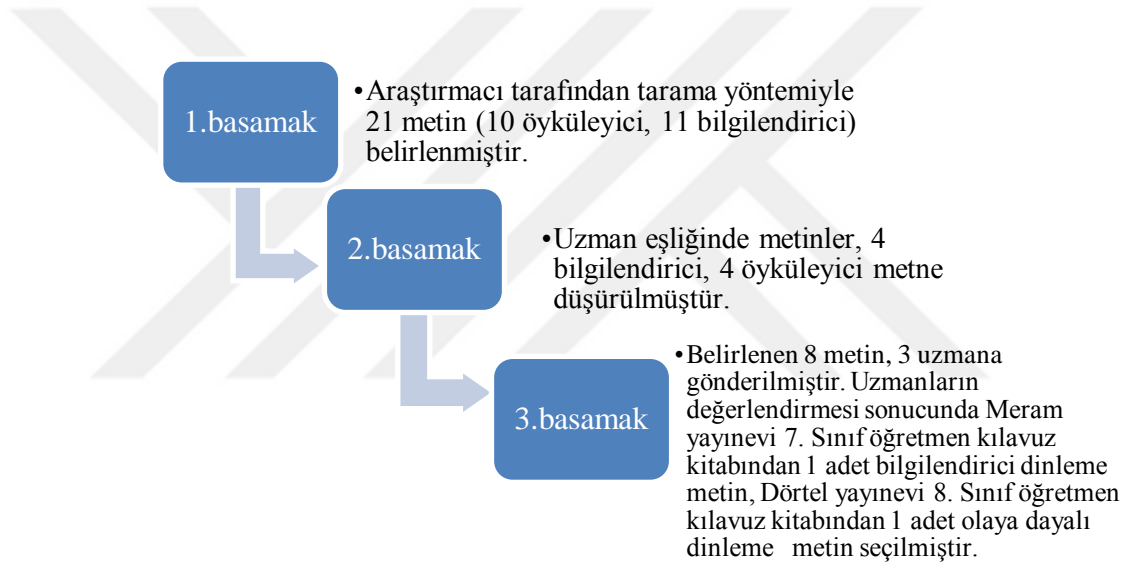 1.basamak
•Araştırmacı tarafından tarama yöntemiyle
21 metin (10 öyküleyici, 11 bilgilendirici)
belirlenmiştir.
2.basamak
•Uzman eşliğinde metinler, 4
bilgilendirici, 4 öyküleyici metne
düşürülmüştür.
3.basamak
•Belirlenen 8 metin, 3 uzmana
gönderilmiştir. Uzmanların
değerlendirmesi sonucunda Meram
yayınevi 7. Sınıf öğretmen kılavuz
kitabından 1 adet bilgilendirici dinleme
metin, Dörtel yayınevi 8. Sınıf öğretmen
kılavuz kitabından 1 adet olaya dayalı
dinleme metin seçilmiştir.